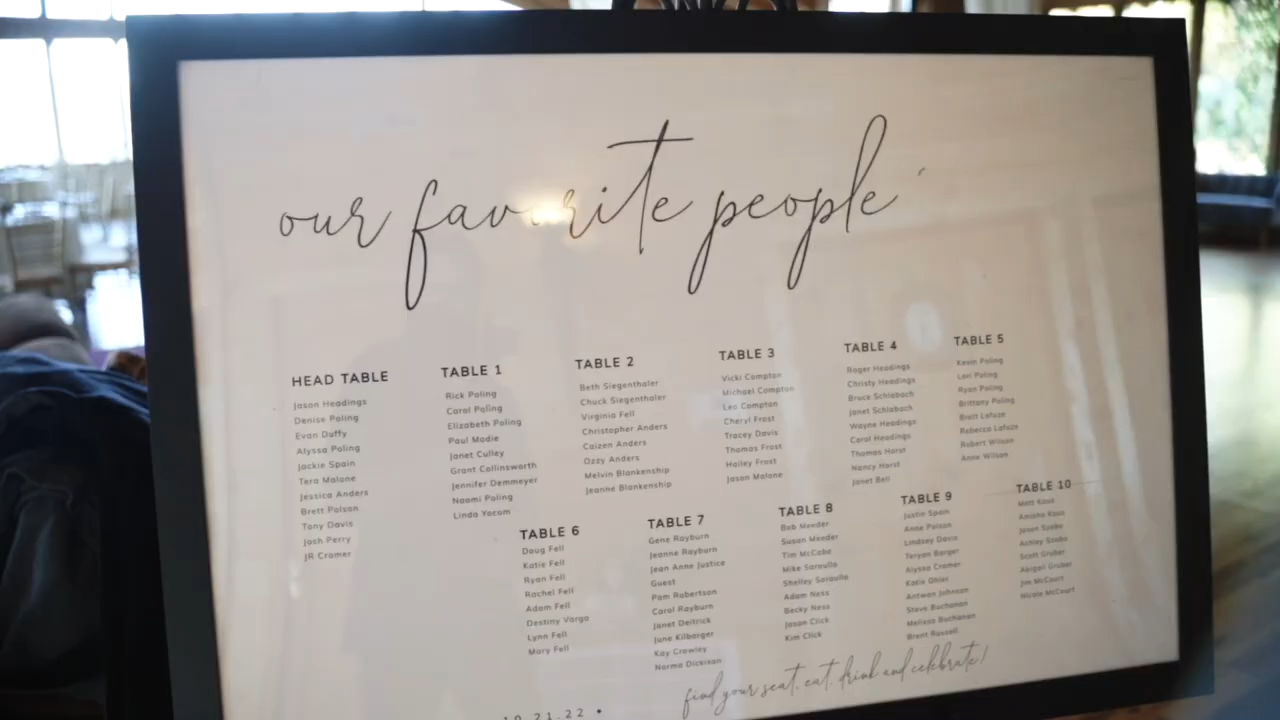 our favorite people
HEAD TABLE
Jason Headings
Denise Poling
Evan Duffy
Alyssa Poling
Jackie Spain
Tera Malone
Jessica Anders
Brett Polson
Tony Davis
Josh Perry
JR Cramer
TABLE 1
Rick Poling
Carol Poling
Elizabeth Poling
Paul Modie
Janet Culley
Grant Collinsworth
Jennifer Demmeyer
Naomi Poling
Linda Yocom
TABLE 2
Beth Siegenthaler
Chuck Siegenthaler
Virginia Fell
Christopher Anders
Caizen Anders
Ozzy Anders
Melvin Blankenship
Jeanne Blankenship
TABLE 3
Vicki Compton
Michael Compton
Leo Compton
Cheryl Frost
Tracey Davis
Thomas Frost
Hailey Frost
Jason Malone
TABLE 4
Roger Headings
Christy Headings
Bruce Schlabach
Janet Schlabach
Wayne Headings
Carol Headings
Thomas Horst
Nancy Horst
Janet Bell
TABLE 5
Kevin Poling
Lori Poling
Ryan Poling
Brittany Poling
Brett Lafuze
Rebecca Lafuze
Robert Wilson
Anne Wilson
TABLE 6
Doug Fell
Katie Fell
Ryan Fell
Rachel Fell
Adam Fell
Destiny Vargo
Lynn Fell
Mary Fell
TABLE 7
Gene Rayburn
Jeanne Rayburn
Jean Anne Justice
Guest
Pam Robertson
Carol Rayburn
Janet Deitrick
June Kilbarger
Kay Crowley
Norma Dickison
TABLE 8
Bob Meeder
Susan Meeder
Tim McCabe
Mike Saraullo
Shelley Saraullo
Adam Ness
Becky Ness
Jason Click
Kim Click
TABLE 9
Justin Spain
Anne Polson
Lindsey Davis
Teryan Barger
Alyssa Cramer
Katie Ohler
Antwan Johnson
Steve Buchanan
Melissa Buchanan
Brent Russell
TABLE 10
Matt Kous
Anisha Kous
Jason Szabo
Ashley Szabo
Scott Gruber
Abigail Gruber
Jim McCourt
Nicole McCourt
find your seat, eat, drink and celebrate!
10.21.22 •